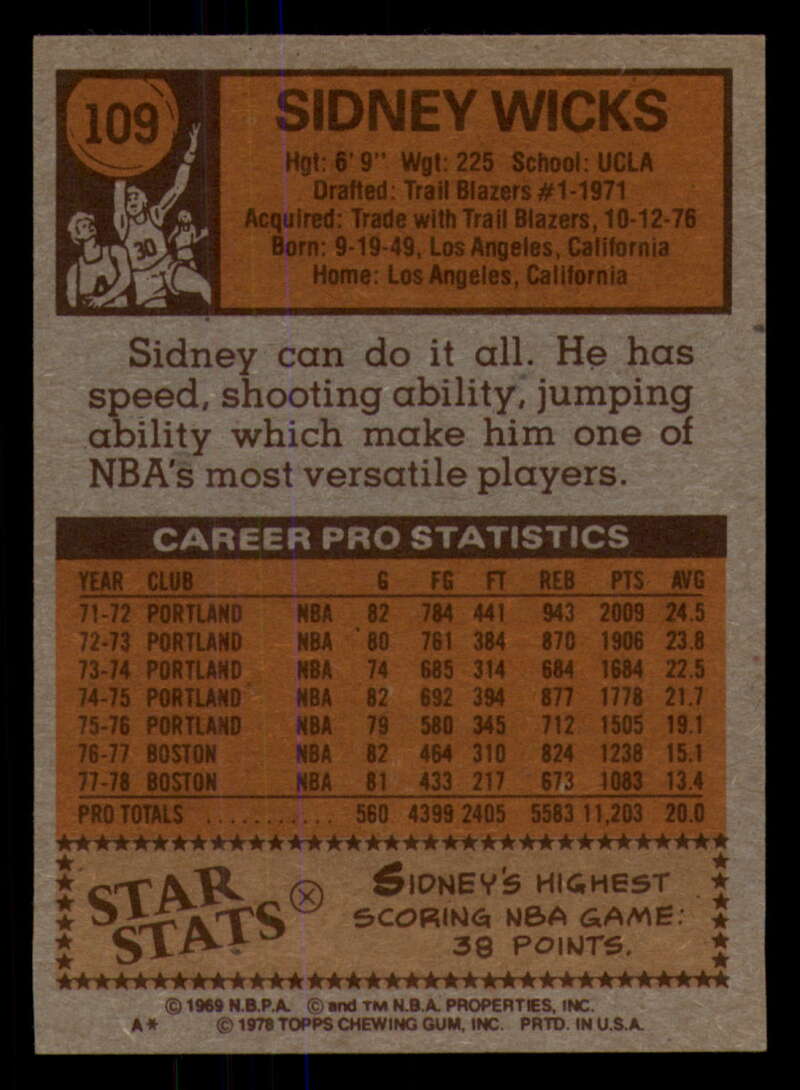 109
SIDNEY WICKS
Hgt: 6' 9" Wgt: 225 School: UCLA
Drafted: Trail Blazers #1-1971
Acquired: Trade with Trail Blazers, 10-12-76
Born: 9-19-49, Los Angeles, California
Home: Los Angeles, California
30
A
Sidney can do it all. He has
speed, shooting ability, jumping
ability which make him one of
NBA's most versatile players.
CAREER PRO STATISTICS
YEAR CLUB G FG FT REB PTS AVG
71-72 PORTLAND NBA 82 784 441 943 2009 24.5
72-73 PORTLAND NBA 80 761 384 870 1906 23.8
73-74 PORTLAND NBA 74 685 314 684 1684 22.5
74-75 PORTLAND NBA 82 692 394 877 1778 21.7
75-76 PORTLAND NBA 79 580 345 712 1505 19.1
76-77 BOSTON NBA 82 464 310 824 1238 15.1
77-78 BOSTON NBA 81 433 217 673 1083 13.4
PRO TOTALS ........... 560 4399 2405 5583 11,203 20.0
STAR
STATS
SIDNEY'S HIGHEST
SCORING NBA GAME:
38 POINTS.
© 1969 N.B.P.A. © and TM N.B.A. PROPERTIES, INC.
A* © 1978 TOPPS CHEWING GUM, INC. PRTD. IN U.S.A.